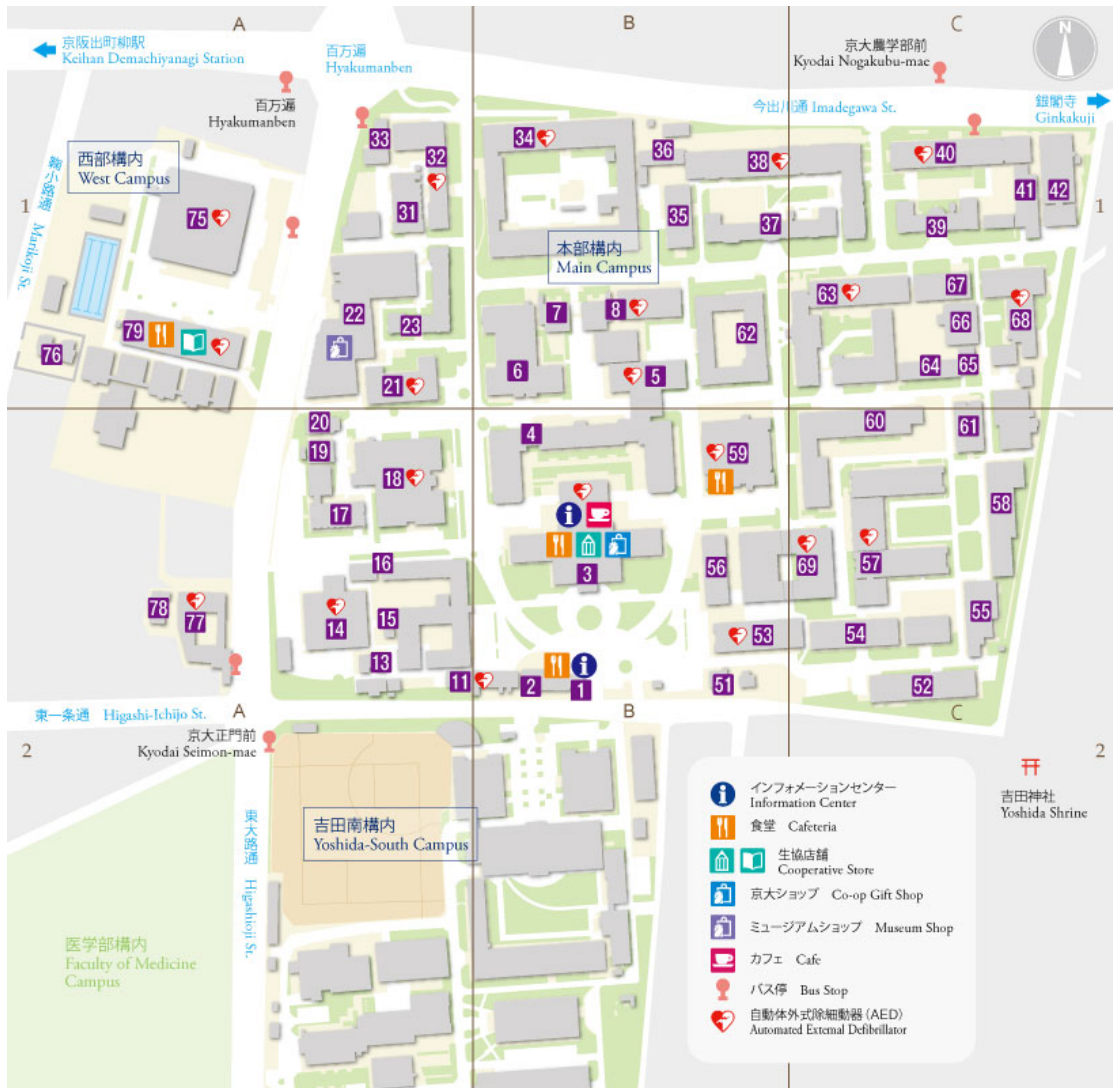 A
B
C
京阪出町柳駅
Keihan Demachiyanagi Station
百万遍
Hyakumanben
京大農学部前
Kyodai Nogakubu-mae
N
百万遍
Hyakumanben
今出川通 Imadegawa St.
銀閣寺
Ginkakuji
西部構内
West Campus
鞠小路通 Marikoji St.
本部構内
Main Campus
1
1
33
32
31
34
36
38
35
37
40
41
42
39
75
79
76
22
23
21
7
8
6
5
62
63
67
66
68
64
65
20
19
18
17
4
59
60
61
58
16
3
56
69
57
78
77
14
15
13
53
54
55
11
2
1
51
52
東一条通 Higashi-Ichijo St.
A
B
C
2
2
京大正門前
Kyodai Seimon-mae
吉田南構内
Yoshida-South Campus
東大路通 Higashioji St.
医学部構内
Faculty of Medicine
Campus
吉田神社
Yoshida Shrine
インフォメーションセンター
Information Center
食堂 Cafeteria
生協店舗
Cooperative Store
京大ショップ Co-op Gift Shop
ミュージアムショップ Museum Shop
カフェ Cafe
バス停 Bus Stop
自動体外式除細動器(AED)
Automated External Defibrillator